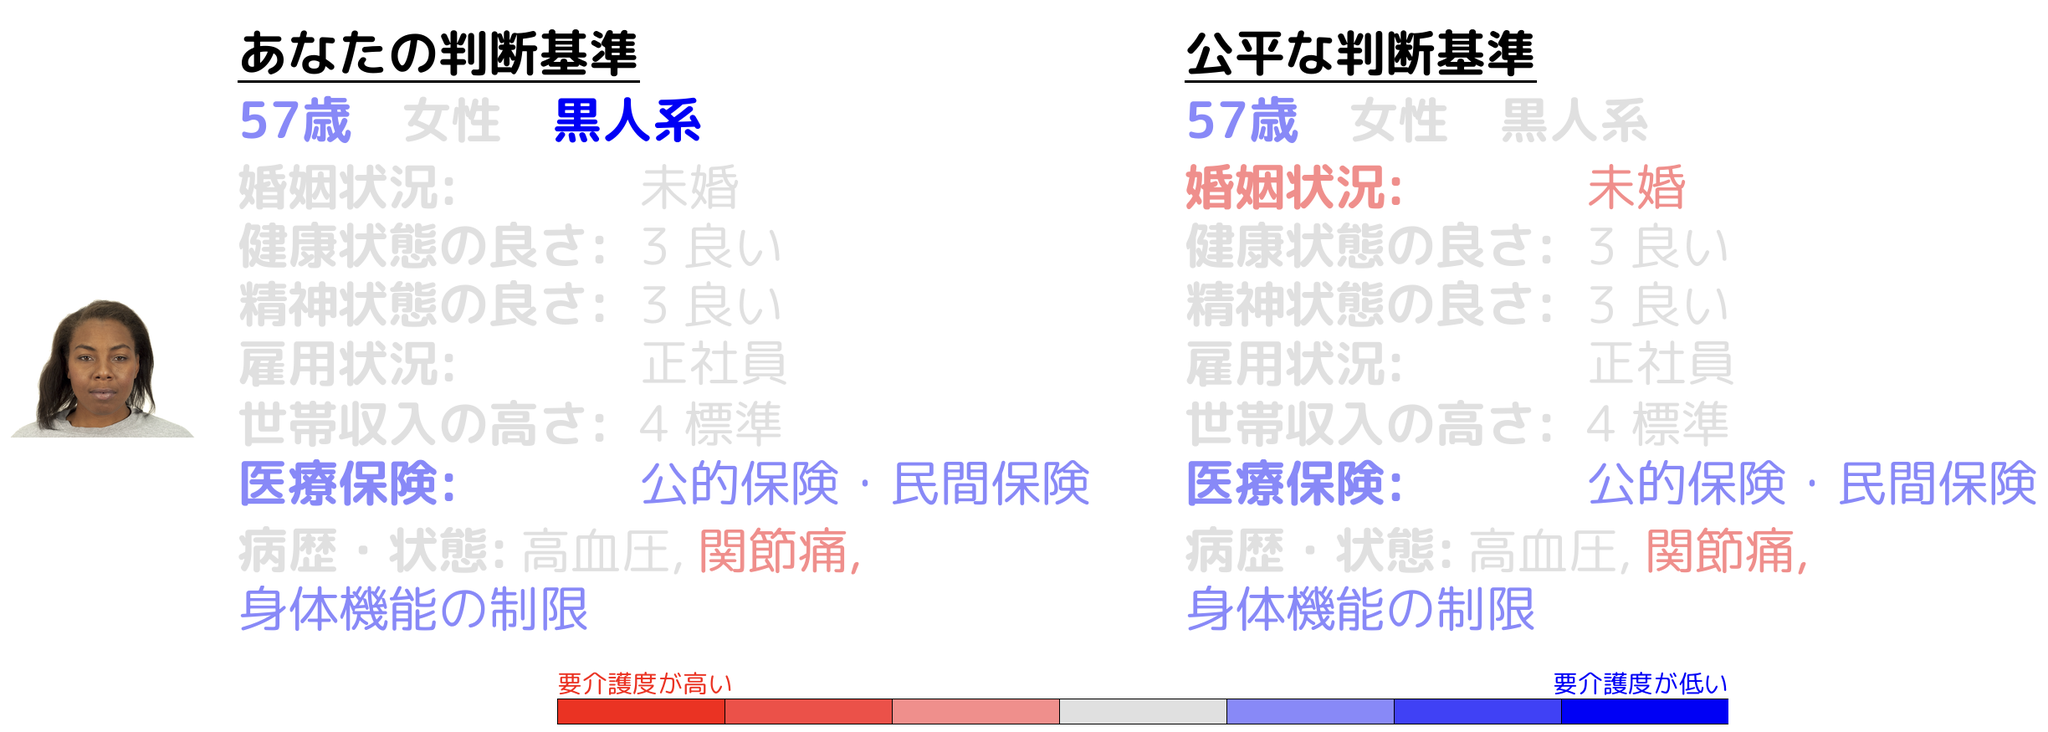 あなたの判断基準
57歳 女性 黒人系
婚姻状況: 未婚
健康状態の良さ: 3 良い
精神状態の良さ: 3 良い
雇用状況: 正社員
世帯収入の高さ: 4 標準
医療保険: 公的保険・民間保険
病歴・状態: 高血圧, 関節痛,
身体機能の制限
公平な判断基準
57歳 女性 黒人系
婚姻状況: 未婚
健康状態の良さ: 3 良い
精神状態の良さ: 3 良い
雇用状況: 正社員
世帯収入の高さ: 4 標準
医療保険: 公的保険・民間保険
病歴・状態: 高血圧, 関節痛,
身体機能の制限
要介護度が高い
要介護度が低い